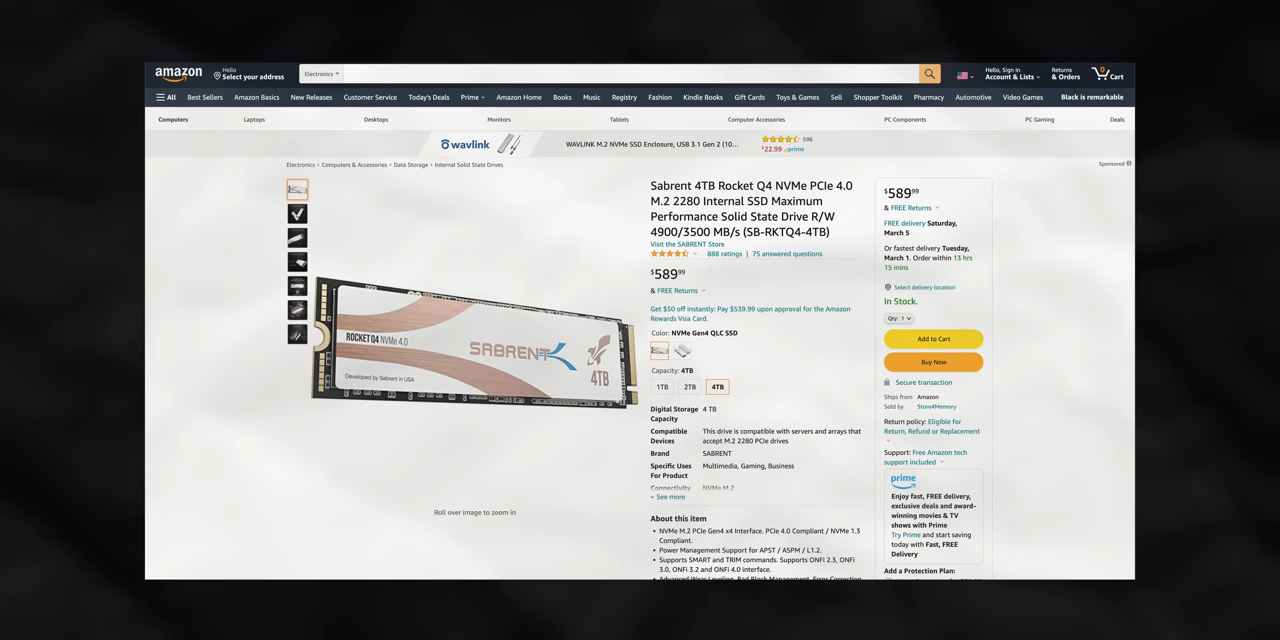 amazon
Hello
Select your address
Electronics
Hello, Sign In
Account & Lists
Returns
& Orders
0
Cart
All
Best Sellers
Amazon Basics
New Releases
Customer Service
Today's Deals
Prime
Amazon Home
Books
Music
Registry
Fashion
Kindle Books
Gift Cards
Toys & Games
Sell
Shopper Toolkit
Pharmacy
Automotive
Video Games
Black is remarkable
Computers
Laptops
Desktops
Monitors
Tablets
Computer Accessories
PC Components
PC Gaming
Deals
wavlink
WAVLINK M.2 NVMe SSD Enclosure, USB 3.1 Gen 2 (10...
596
$22.99 prime
Electronics › Computers & Accessories › Data Storage › Internal Solid State Drives
Sponsored
ROCKET Q4 NVMe 4.0
SABRENT
4TB
Developed by Sabrent in USA
Roll over image to zoom in
Sabrent 4TB Rocket Q4 NVMe PCIe 4.0
M.2 2280 Internal SSD Maximum
Performance Solid State Drive R/W
4900/3500 MB/s (SB-RKTQ4-4TB)
Visit the SABRENT Store
888 ratings | 75 answered questions
$589.99
& FREE Returns
Get $50 off instantly: Pay $539.99 upon approval for the Amazon
Rewards Visa Card.
Color: NVMe Gen4 QLC SSD
Capacity: 4TB
1TB
2TB
4TB
Digital Storage
Capacity
4 TB
Compatible
Devices
This drive is compatible with servers and arrays that
accept M.2 2280 PCIe drives
Brand
SABRENT
Specific Uses
For Product
Multimedia, Gaming, Business
Connectivity
NVMe M.2
See more
About this item
• NVMe M.2 PCIe Gen4 x4 Interface. PCIe 4.0 Compliant / NVMe 1.3
Compliant.
• Power Management Support for APST / ASPM / L1.2.
• Supports SMART and TRIM commands. Supports ONFi 2.3, ONFi
3.0, ONFi 3.2 and ONFi 4.0 interface.
• Advanced Wear Leveling, Bad Block Management, Error Correction
$589.99
& FREE Returns
FREE delivery Saturday,
March 5
Or fastest delivery Tuesday,
March 1. Order within 13 hrs
15 mins
Select delivery location
In Stock.
Qty: 1
Add to Cart
Buy Now
Secure transaction
Ships from
Amazon
Sold by
Store4Memory
Return policy: Eligible for
Return, Refund or Replacement
Support: Free Amazon tech
support included
prime
Enjoy fast, FREE delivery,
exclusive deals and award-
winning movies & TV
shows with Prime
Try Prime and start saving
today with Fast, FREE
Delivery
Add a Protection Plan: